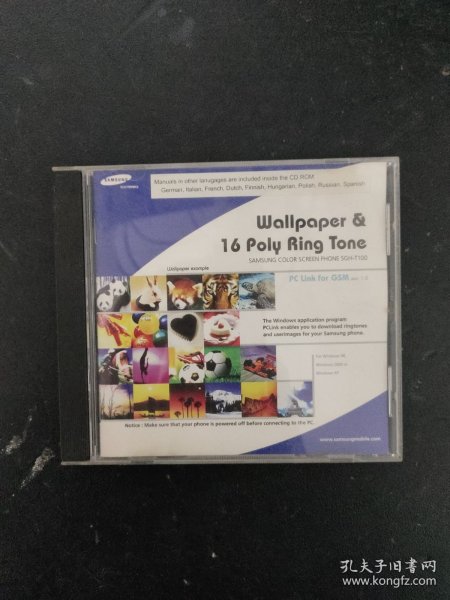 SAMSUNG
ELECTRONICS
Manuals in other lanugages are included inside the CD ROM
German, Italian, French, Dutch, Finnish, Hungarian, Polish, Russian, Spanish
Wallpaper &
16 Poly Ring Tone
SAMSUNG COLOR SCREEN PHONE SGH-T100
Wallpaper example
PC Link for GSM ver. 1.0
The Windows application program
PCLink enables you to download ringtones
and userimages for your Samsung phone.
For Windows 98,
Windows 2000 or
Windows XP
Notice : Make sure that your phone is powered off before connecting to the PC.
www.samsungmobile.com
孔夫子旧书网
www.kongfz.com